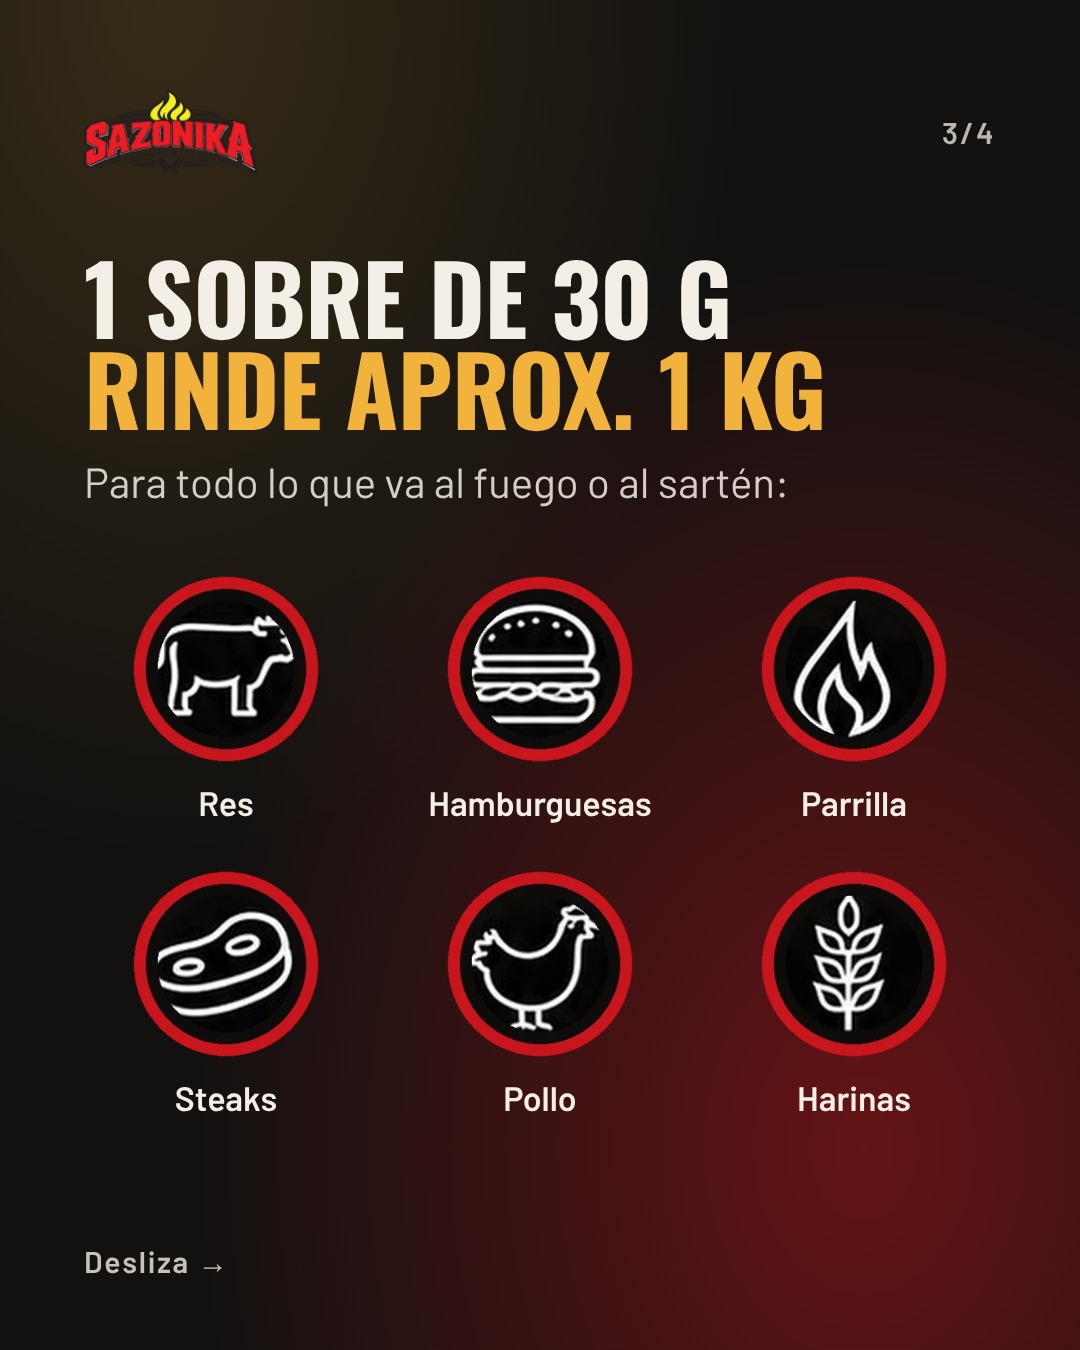 SAZONIKA
3/4
1 SOBRE DE 30 G
RINDE APROX. 1 KG
Para todo lo que va al fuego o al sartén:
Res
Hamburguesas
Parrilla
Steaks
Pollo
Harinas
Desliza →